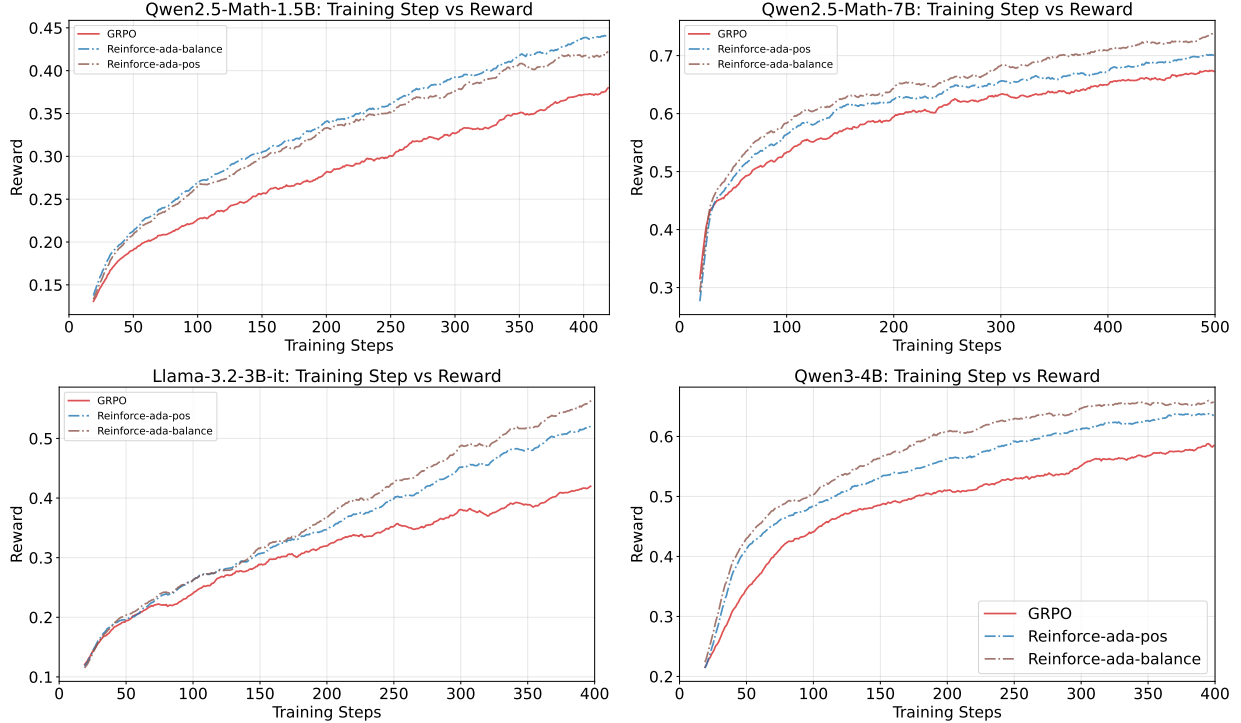 Qwen2.5-Math-1.5B: Training Step vs Reward
0.45
0.40
0.35
0.30
0.25
0.20
0.15
Reward
GRPO
Reinforce-ada-balance
Reinforce-ada-pos
0 50 100 150 200 250 300 350 400
Training Steps
Qwen2.5-Math-7B: Training Step vs Reward
0.7
0.6
0.5
0.4
0.3
Reward
GRPO
Reinforce-ada-pos
Reinforce-ada-balance
0 100 200 300 400 500
Training Steps
Llama-3.2-3B-it: Training Step vs Reward
0.5
0.4
0.3
0.2
0.1
Reward
GRPO
Reinforce-ada-pos
Reinforce-ada-balance
0 50 100 150 200 250 300 350 400
Training Steps
Qwen3-4B: Training Step vs Reward
0.6
0.5
0.4
0.3
0.2
Reward
GRPO
Reinforce-ada-pos
Reinforce-ada-balance
0 50 100 150 200 250 300 350 400
Training Steps